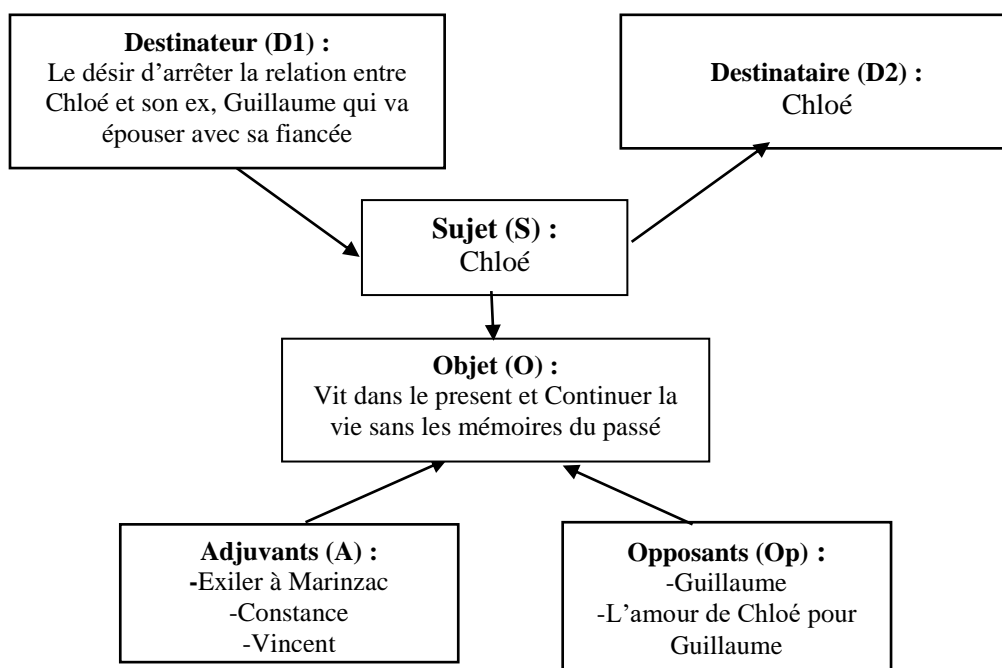 Destinateur (D1) :
Le désir d’arrêter la relation entre
Chloé et son ex, Guillaume qui va
épouser avec sa fiancée
Destinataire (D2) :
Chloé
Sujet (S) :
Chloé
Objet (O) :
Vit dans le present et Continuer la
vie sans les mémoires du passé
Adjuvants (A) :
-Exiler à Marinzac
-Constance
-Vincent
Opposants (Op) :
-Guillaume
-L’amour de Chloé pour
Guillaume